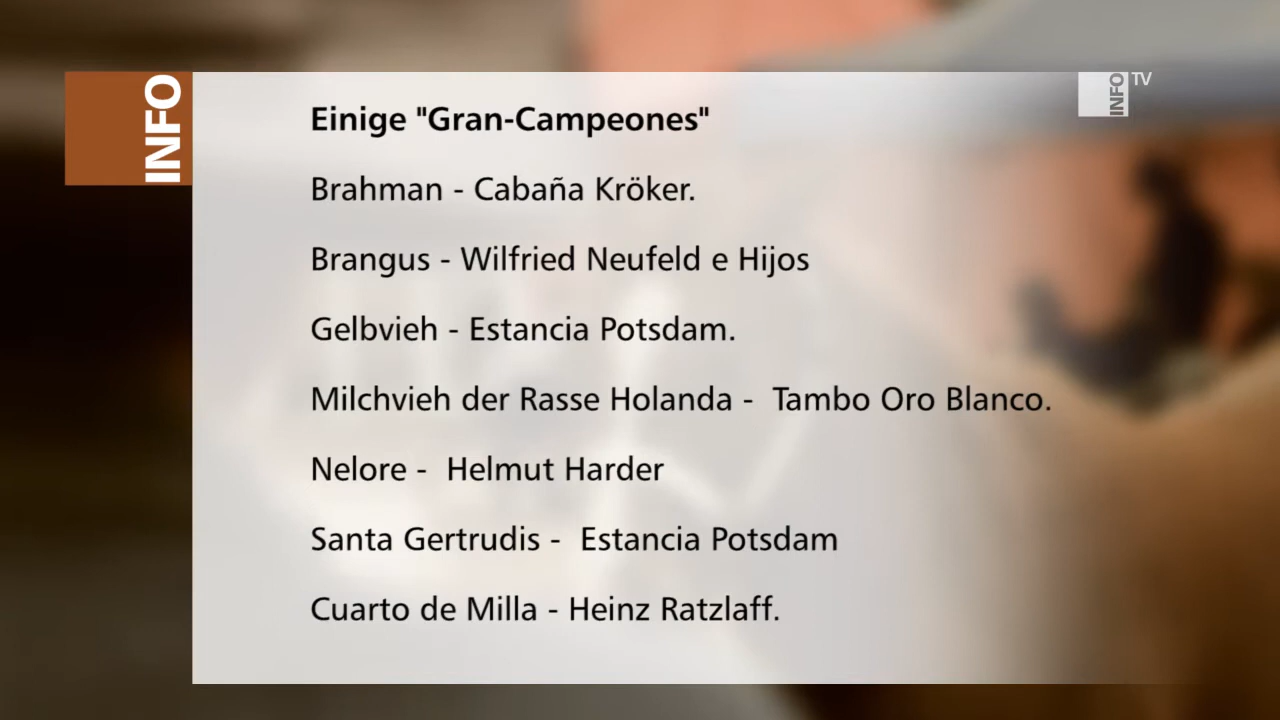 INFO
INFO TV
Einige "Gran-Campeones"
Brahman - Cabaña Kröker.
Brangus - Wilfried Neufeld e Hijos
Gelbvieh - Estancia Potsdam.
Milchvieh der Rasse Holanda -  Tambo Oro Blanco.
Nelore -  Helmut Harder
Santa Gertrudis -  Estancia Potsdam
Cuarto de Milla - Heinz Ratzlaff.